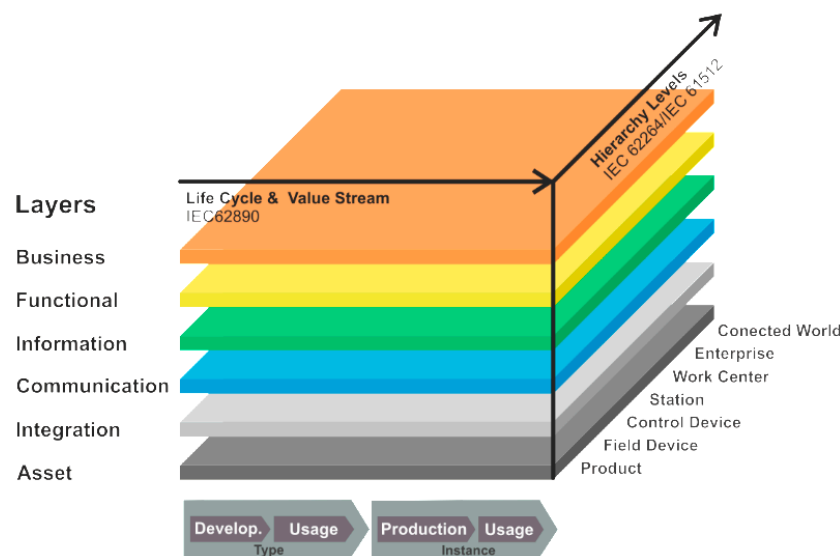 Hierarchy Levels
IEC 62264/IEC 61512
Life Cycle & Value Stream
IEC62890
Layers
Business
Functional
Information
Communication
Integration
Asset
Conected World
Enterprise
Work Center
Station
Control Device
Field Device
Product
Develop. Usage
Type
Production Usage
Instance